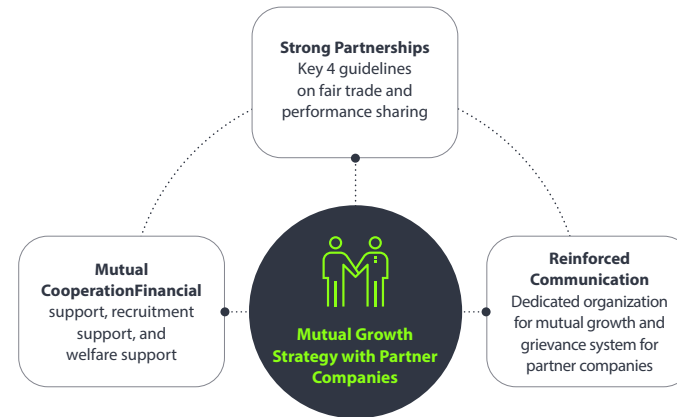 Strong Partnerships
Key 4 guidelines
on fair trade and
performance sharing
Mutual
CooperationFinancial
support, recruitment
support, and
welfare support
Mutual Growth
Strategy with Partner
Companies
Reinforced
Communication
Dedicated organization
for mutual growth and
grievance system for
partner companies